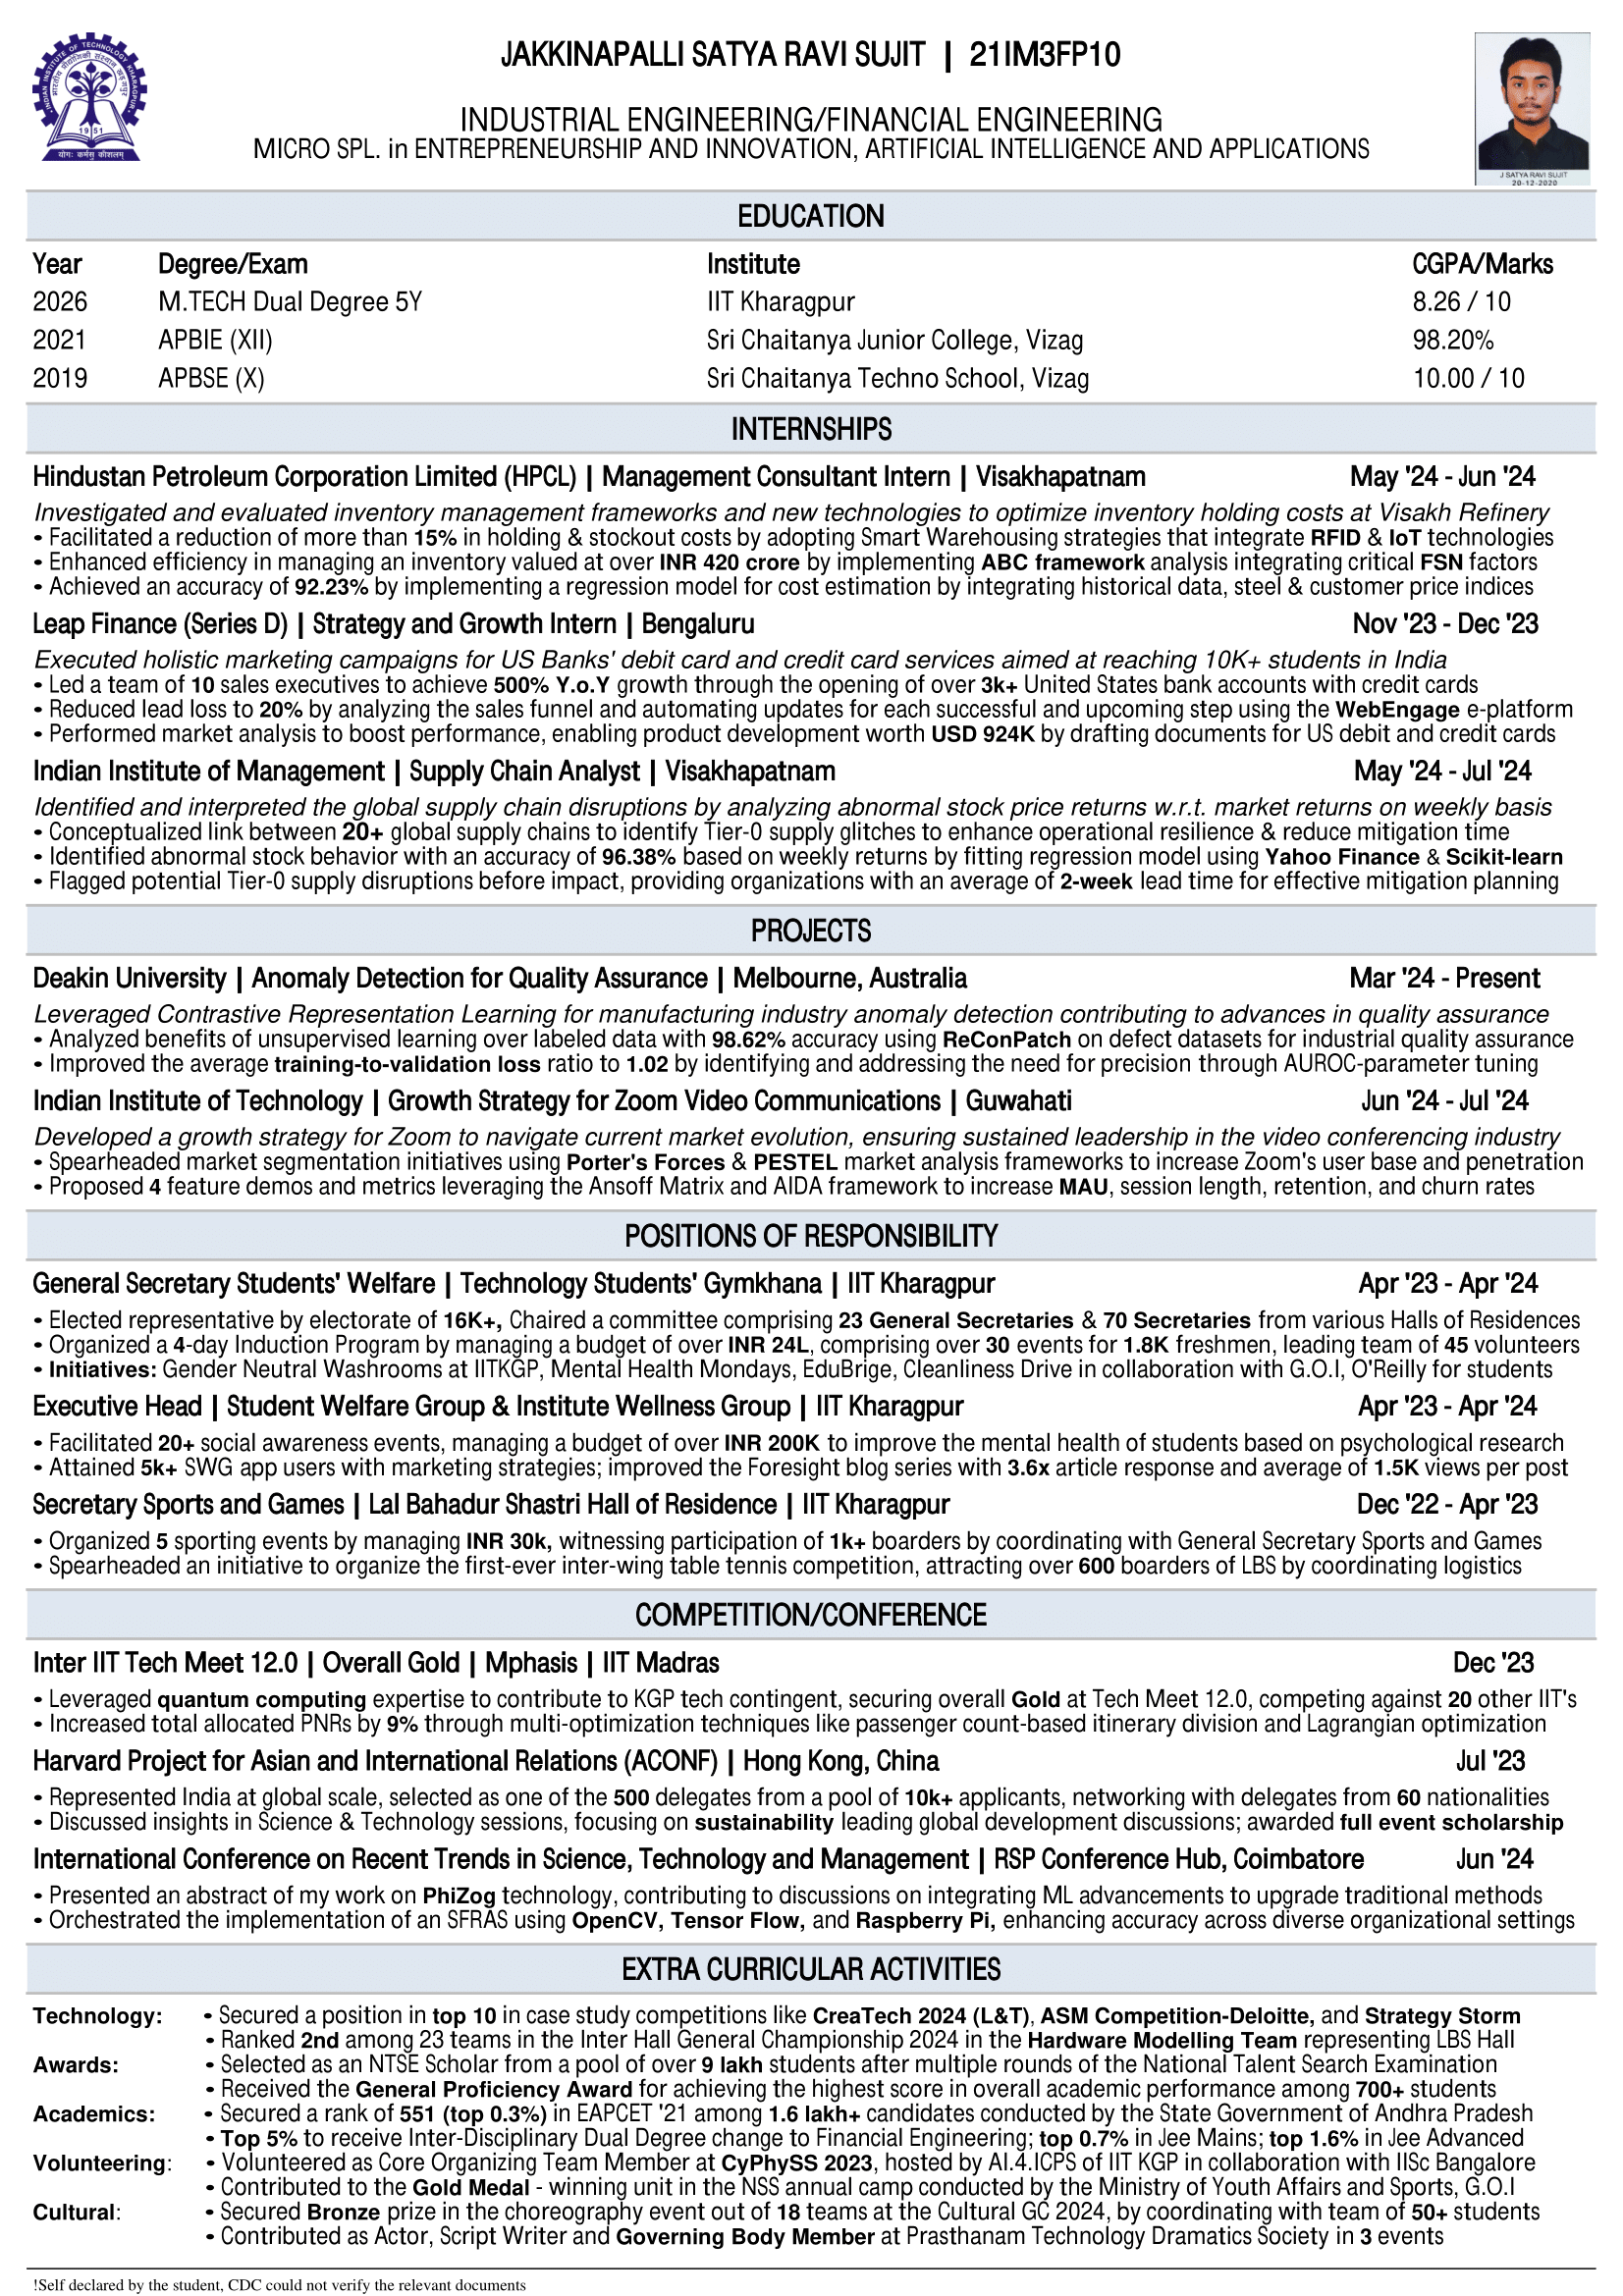 JAKKINAPALLI SATYA RAVI SUJIT | 21IM3FP10
INDUSTRIAL ENGINEERING/FINANCIAL ENGINEERING
MICRO SPL. in ENTREPRENEURSHIP AND INNOVATION, ARTIFICIAL INTELLIGENCE AND APPLICATIONS
INDIAN INSTITUTE OF TECHNOLOGY KHARAGPUR
1951
योगः कर्मसु कौशलम्
J SATYA RAVI SUJIT
20-12-2020
EDUCATION
Year Degree/Exam Institute CGPA/Marks
2026 M.TECH Dual Degree 5Y IIT Kharagpur 8.26 / 10
2021 APBIE (XII) Sri Chaitanya Junior College, Vizag 98.20%
2019 APBSE (X) Sri Chaitanya Techno School, Vizag 10.00 / 10
INTERNSHIPS
Hindustan Petroleum Corporation Limited (HPCL) | Management Consultant Intern | Visakhapatnam May '24 - Jun '24
Investigated and evaluated inventory management frameworks and new technologies to optimize inventory holding costs at Visakh Refinery
• Facilitated a reduction of more than 15% in holding & stockout costs by adopting Smart Warehousing strategies that integrate RFID & IoT technologies
• Enhanced efficiency in managing an inventory valued at over INR 420 crore by implementing ABC framework analysis integrating critical FSN factors
• Achieved an accuracy of 92.23% by implementing a regression model for cost estimation by integrating historical data, steel & customer price indices
Leap Finance (Series D) | Strategy and Growth Intern | Bengaluru Nov '23 - Dec '23
Executed holistic marketing campaigns for US Banks' debit card and credit card services aimed at reaching 10K+ students in India
• Led a team of 10 sales executives to achieve 500% Y.o.Y growth through the opening of over 3k+ United States bank accounts with credit cards
• Reduced lead loss to 20% by analyzing the sales funnel and automating updates for each successful and upcoming step using the WebEngage e-platform
• Performed market analysis to boost performance, enabling product development worth USD 924K by drafting documents for US debit and credit cards
Indian Institute of Management | Supply Chain Analyst | Visakhapatnam May '24 - Jul '24
Identified and interpreted the global supply chain disruptions by analyzing abnormal stock price returns w.r.t. market returns on weekly basis
• Conceptualized link between 20+ global supply chains to identify Tier-0 supply glitches to enhance operational resilience & reduce mitigation time
• Identified abnormal stock behavior with an accuracy of 96.38% based on weekly returns by fitting regression model using Yahoo Finance & Scikit-learn
• Flagged potential Tier-0 supply disruptions before impact, providing organizations with an average of 2-week lead time for effective mitigation planning
PROJECTS
Deakin University | Anomaly Detection for Quality Assurance | Melbourne, Australia Mar '24 - Present
Leveraged Contrastive Representation Learning for manufacturing industry anomaly detection contributing to advances in quality assurance
• Analyzed benefits of unsupervised learning over labeled data with 98.62% accuracy using ReConPatch on defect datasets for industrial quality assurance
• Improved the average training-to-validation loss ratio to 1.02 by identifying and addressing the need for precision through AUROC-parameter tuning
Indian Institute of Technology | Growth Strategy for Zoom Video Communications | Guwahati Jun '24 - Jul '24
Developed a growth strategy for Zoom to navigate current market evolution, ensuring sustained leadership in the video conferencing industry
• Spearheaded market segmentation initiatives using Porter's Forces & PESTEL market analysis frameworks to increase Zoom's user base and penetration
• Proposed 4 feature demos and metrics leveraging the Ansoff Matrix and AIDA framework to increase MAU, session length, retention, and churn rates
POSITIONS OF RESPONSIBILITY
General Secretary Students' Welfare | Technology Students' Gymkhana | IIT Kharagpur Apr '23 - Apr '24
• Elected representative by electorate of 16K+, Chaired a committee comprising 23 General Secretaries & 70 Secretaries from various Halls of Residences
• Organized a 4-day Induction Program by managing a budget of over INR 24L, comprising over 30 events for 1.8K freshmen, leading team of 45 volunteers
• Initiatives: Gender Neutral Washrooms at IITKGP, Mental Health Mondays, EduBrige, Cleanliness Drive in collaboration with G.O.I, O'Reilly for students
Executive Head | Student Welfare Group & Institute Wellness Group | IIT Kharagpur Apr '23 - Apr '24
• Facilitated 20+ social awareness events, managing a budget of over INR 200K to improve the mental health of students based on psychological research
• Attained 5k+ SWG app users with marketing strategies; improved the Foresight blog series with 3.6x article response and average of 1.5K views per post
Secretary Sports and Games | Lal Bahadur Shastri Hall of Residence | IIT Kharagpur Dec '22 - Apr '23
• Organized 5 sporting events by managing INR 30k, witnessing participation of 1k+ boarders by coordinating with General Secretary Sports and Games
• Spearheaded an initiative to organize the first-ever inter-wing table tennis competition, attracting over 600 boarders of LBS by coordinating logistics
COMPETITION/CONFERENCE
Inter IIT Tech Meet 12.0 | Overall Gold | Mphasis | IIT Madras Dec '23
• Leveraged quantum computing expertise to contribute to KGP tech contingent, securing overall Gold at Tech Meet 12.0, competing against 20 other IIT's
• Increased total allocated PNRs by 9% through multi-optimization techniques like passenger count-based itinerary division and Lagrangian optimization
Harvard Project for Asian and International Relations (ACONF) | Hong Kong, China Jul '23
• Represented India at global scale, selected as one of the 500 delegates from a pool of 10k+ applicants, networking with delegates from 60 nationalities
• Discussed insights in Science & Technology sessions, focusing on sustainability leading global development discussions; awarded full event scholarship
International Conference on Recent Trends in Science, Technology and Management | RSP Conference Hub, Coimbatore Jun '24
• Presented an abstract of my work on PhiZog technology, contributing to discussions on integrating ML advancements to upgrade traditional methods
• Orchestrated the implementation of an SFRAS using OpenCV, Tensor Flow, and Raspberry Pi, enhancing accuracy across diverse organizational settings
EXTRA CURRICULAR ACTIVITIES
Technology: • Secured a position in top 10 in case study competitions like CreaTech 2024 (L&T), ASM Competition-Deloitte, and Strategy Storm
• Ranked 2nd among 23 teams in the Inter Hall General Championship 2024 in the Hardware Modelling Team representing LBS Hall
Awards: • Selected as an NTSE Scholar from a pool of over 9 lakh students after multiple rounds of the National Talent Search Examination
• Received the General Proficiency Award for achieving the highest score in overall academic performance among 700+ students
Academics: • Secured a rank of 551 (top 0.3%) in EAPCET '21 among 1.6 lakh+ candidates conducted by the State Government of Andhra Pradesh
• Top 5% to receive Inter-Disciplinary Dual Degree change to Financial Engineering; top 0.7% in Jee Mains; top 1.6% in Jee Advanced
Volunteering: • Volunteered as Core Organizing Team Member at CyPhySS 2023, hosted by AI.4.ICPS of IIT KGP in collaboration with IISc Bangalore
• Contributed to the Gold Medal - winning unit in the NSS annual camp conducted by the Ministry of Youth Affairs and Sports, G.O.I
Cultural: • Secured Bronze prize in the choreography event out of 18 teams at the Cultural GC 2024, by coordinating with team of 50+ students
• Contributed as Actor, Script Writer and Governing Body Member at Prasthanam Technology Dramatics Society in 3 events
!Self declared by the student, CDC could not verify the relevant documents